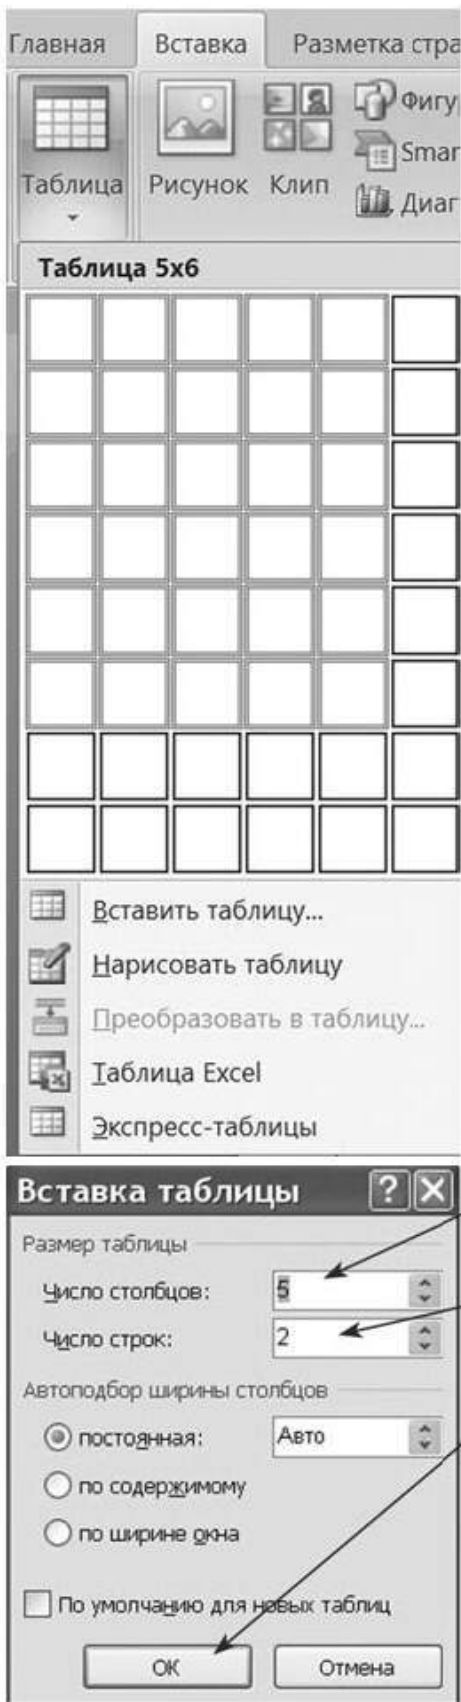 Главная Вставка Разметка стра
Таблица Рисунок Клип
Фигу
Smar
Диаг
Таблица 5x6
Вставить таблицу...
Нарисовать таблицу
Преобразовать в таблицу...
Таблица Excel
Экспресс-таблицы
Вставка таблицы
Размер таблицы
Число столбцов: 5
Число строк: 2
Автоподбор ширины столбцов
постоянная: Авто
по содержимому
по ширине окна
По умолчанию для новых таблиц
ОК Отмена